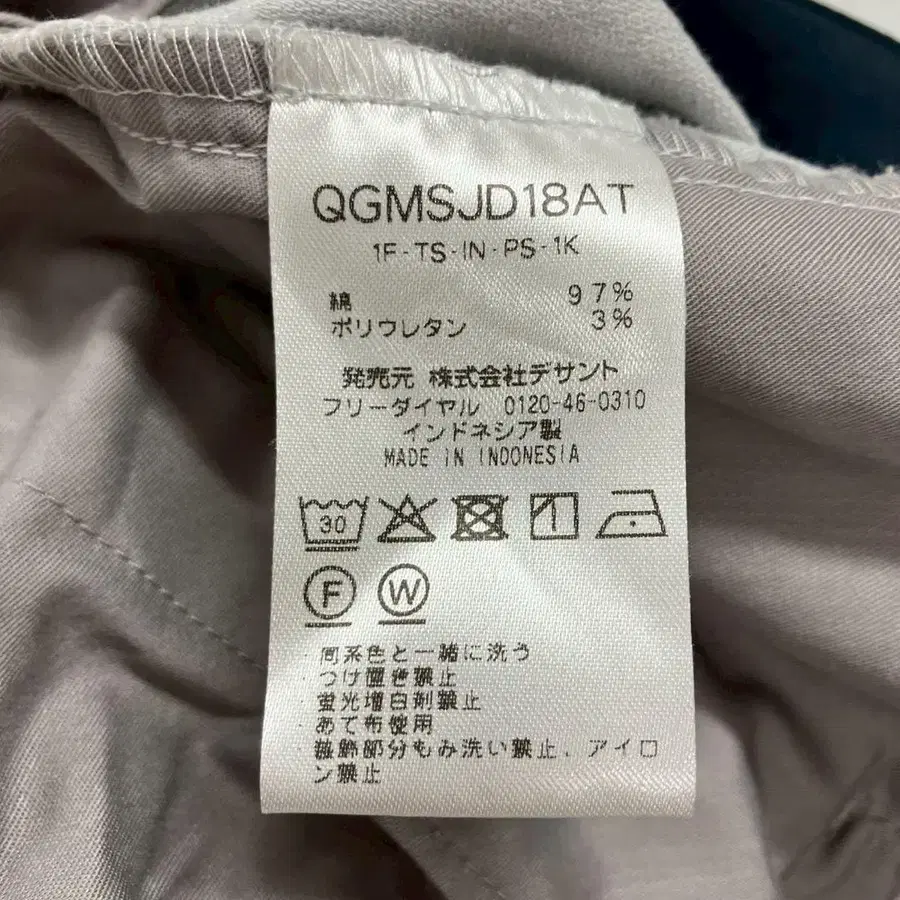 QGMSJD18AT
1F-TS-IN-PS-1K
綿 97%
ポリウレタン 3%
発売元 株式会社デサント
フリーダイヤル 0120-46-0310
インドネシア製
MADE IN INDONESIA
30
F W
・同系色と一緒に洗う
・つけ置き禁止
・蛍光増白剤禁止
・あて布使用
・装飾部分もみ洗い禁止、アイロ
ン禁止